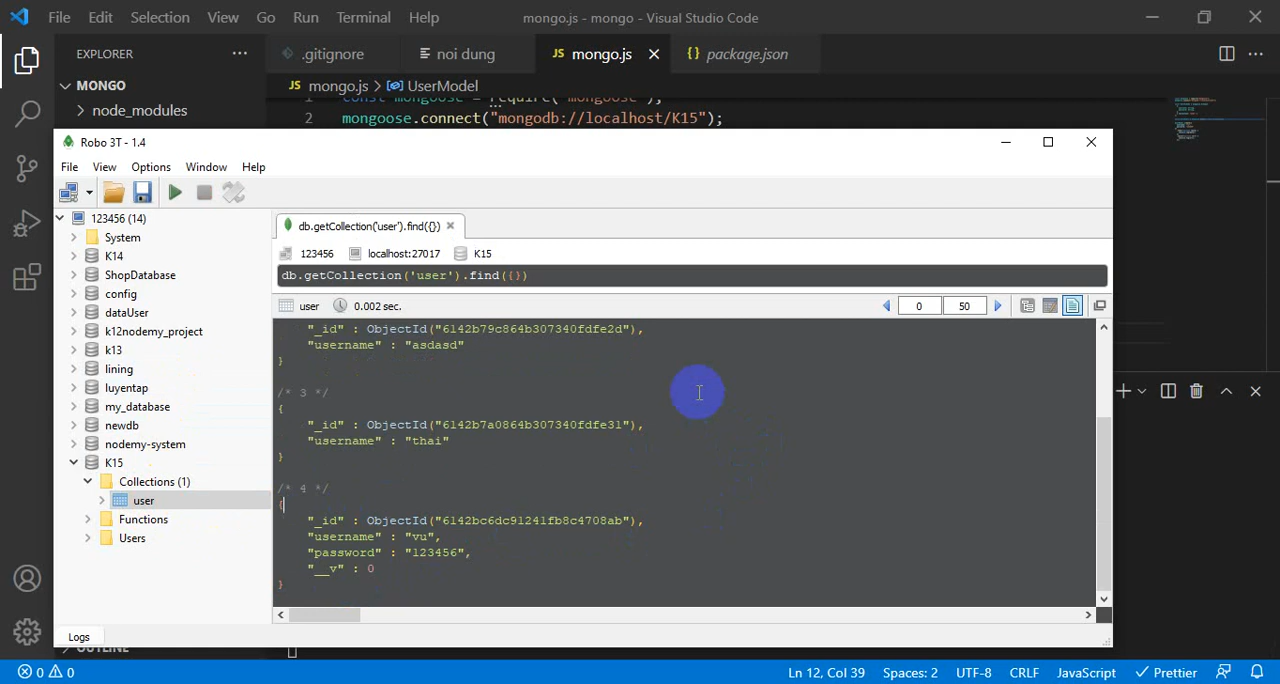 File Edit Selection View Go Run Terminal Help mongo.js - mongo - Visual Studio Code
EXPLORER ··· .gitignore noi dung JS mongo.js {} package.json
MONGO JS mongo.js > UserModel
node_modules
2 mongoose.connect("mongodb://localhost/K15");
Robo 3T - 1.4
File View Options Window Help
123456 (14)
System
K14
ShopDatabase
config
dataUser
k12nodemy_project
k13
lining
luyentap
my_database
newdb
nodemy-system
K15
Collections (1)
user
Functions
Users
db.getCollection('user').find({})
123456 localhost:27017 K15
db.getCollection('user').find({})
user 0.002 sec. 0 50
"_id" : ObjectId("6142b79c864b307340fdfe2d"),
"username" : "asdasd"
}
/* 3 */
{
"_id" : ObjectId("6142b7a0864b307340fdfe31"),
"username" : "thai"
}
/* 4 */
{
"_id" : ObjectId("6142bc6dc91241fb8c4708ab"),
"username" : "vu",
"password" : "123456",
"__v" : 0
}
Logs
OUTLINE
0 0 Ln 12, Col 39 Spaces: 2 UTF-8 CRLF JavaScript Prettier